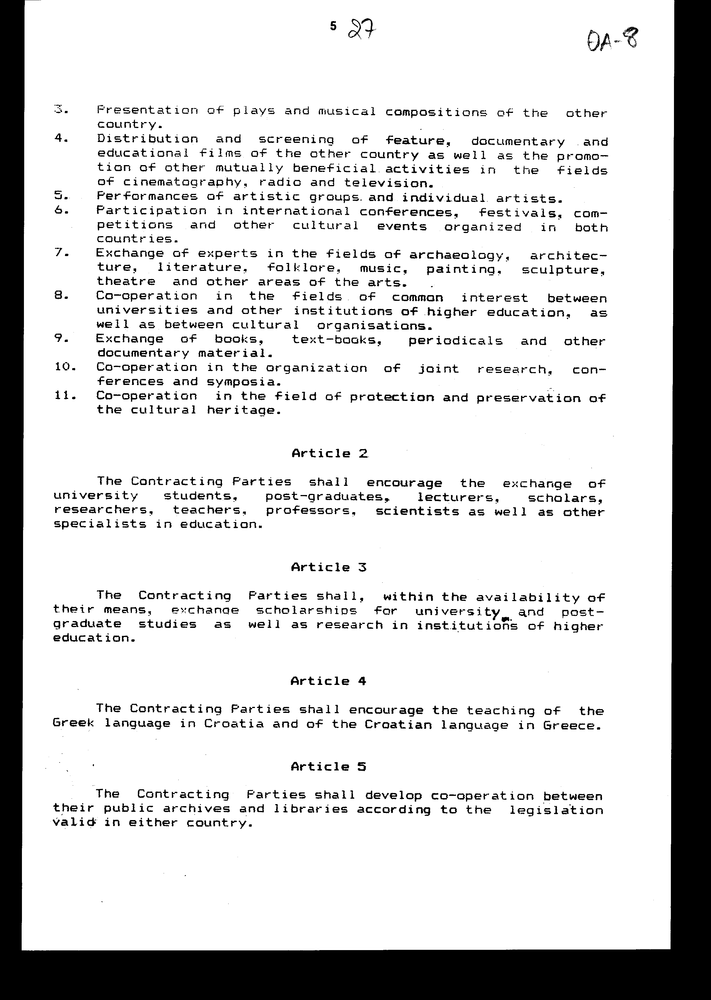 5 27
ΘA-8
3. Presentation of plays and musical compositions of the other
country.
4. Distribution and screening of feature, documentary and
educational films of the other country as well as the promo-
tion of other mutually beneficial activities in the fields
of cinematography, radio and television.
5. Performances of artistic groups and individual artists.
6. Participation in international conferences, festivals, com-
petitions and other cultural events organized in both
countries.
7. Exchange of experts in the fields of archaeology, architec-
ture, literature, folklore, music, painting, sculpture,
theatre and other areas of the arts.
8. Co-operation in the fields of common interest between
universities and other institutions of higher education, as
well as between cultural organisations.
9. Exchange of books, text-books, periodicals and other
documentary material.
10. Co-operation in the organization of joint research, con-
ferences and symposia.
11. Co-operation in the field of protection and preservation of
the cultural heritage.
Article 2
The Contracting Parties shall encourage the exchange of
university students, post-graduates, lecturers, scholars,
researchers, teachers, professors, scientists as well as other
specialists in education.
Article 3
The Contracting Parties shall, within the availability of
their means, exchange scholarships for university and post-
graduate studies as well as research in institutions of higher
education.
Article 4
The Contracting Parties shall encourage the teaching of the
Greek language in Croatia and of the Croatian language in Greece.
Article 5
The Contracting Parties shall develop co-operation between
their public archives and libraries according to the legislation
valid in either country.